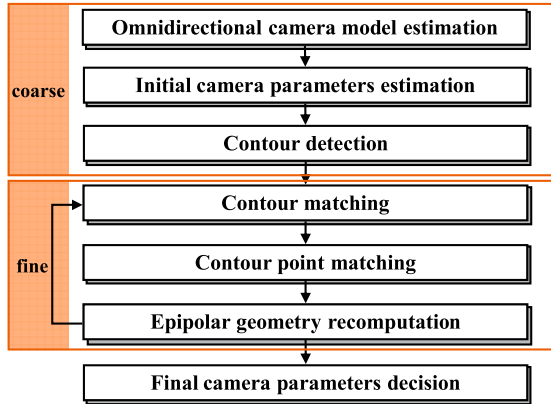 Omnidirectional camera model estimation
Initial camera parameters estimation
coarse
Contour detection
Contour matching
Contour point matching
fine
Epipolar geometry recomputation
Final camera parameters decision